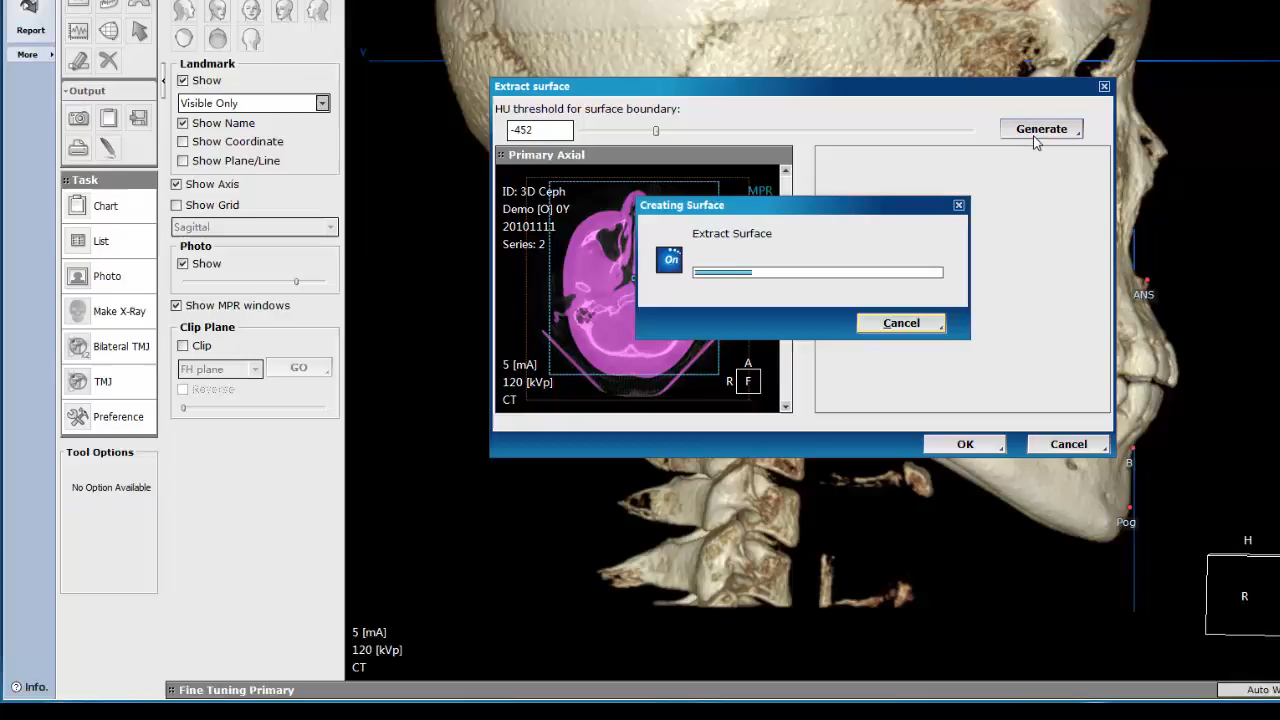 Report
More
Output
Task
Chart
List
Photo
Make X-Ray
Bilateral TMJ
TMJ
Preference
Tool Options
No Option Available
Info.
Landmark
Show
Visible Only
Show Name
Show Coordinate
Show Plane/Line
Show Axis
Show Grid
Sagittal
Photo
Show
Show MPR windows
Clip Plane
Clip
FH plane
GO
Reverse
Y
Extract surface
HU threshold for surface boundary:
-452
Generate
Primary Axial
ID: 3D Ceph
MPR
Demo [O] 0Y
20101111
Series: 2
5 [mA]
120 [kVp]
CT
A
R F
Creating Surface
Extract Surface
On
Cancel
OK
Cancel
ANS
B
Pog
H
R
5 [mA]
120 [kVp]
CT
Fine Tuning Primary
Auto W